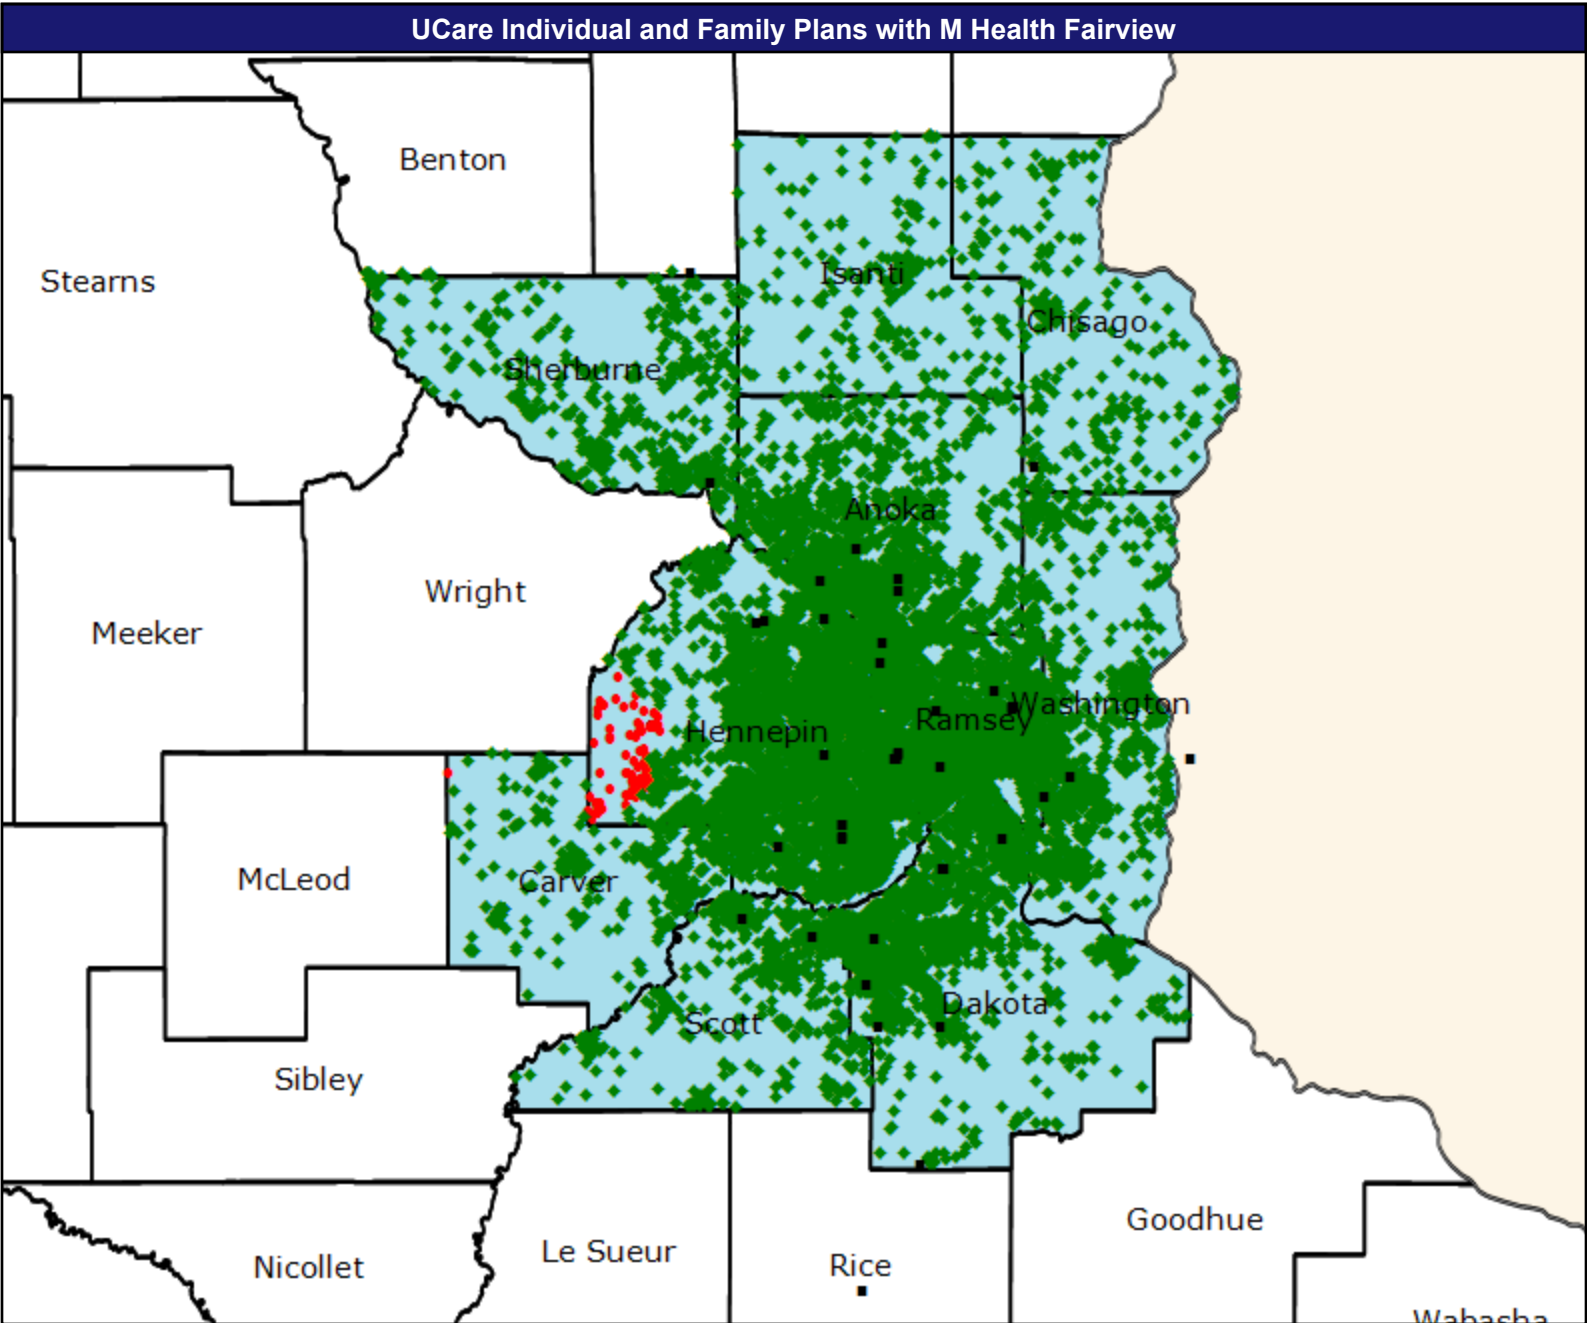 UCare Individual and Family Plans with M Health Fairview
Benton
Stearns
Isanti
Chisago
Sherburne
Anoka
Wright
Meeker
Washington
Ramsey
Hennepin
McLeod
Carver
Dakota
Scott
Sibley
Goodhue
Le Sueur
Rice
Nicollet
Wabasha